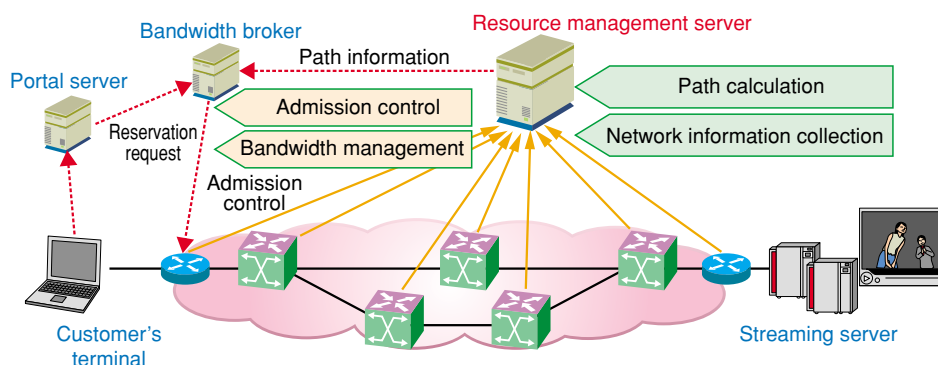 Resource management server
Bandwidth broker
Path information
Portal server
Path calculation
Admission control
Reservation
request
Network information collection
Bandwidth management
Admission
control
Customer's
terminal
Streaming server